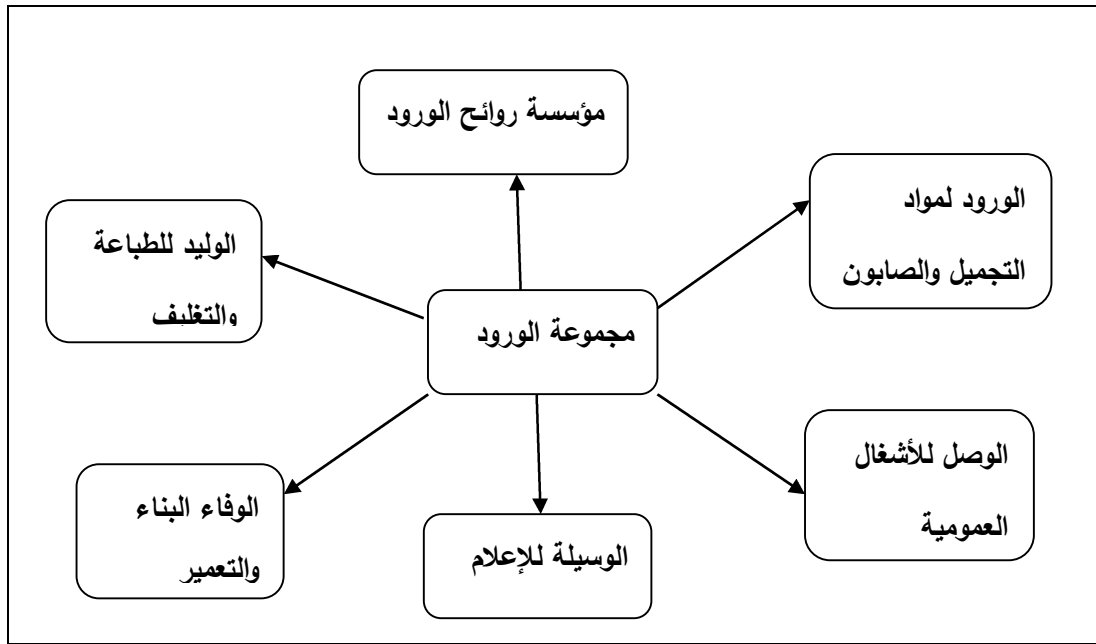 مؤسسة روائح الورود
الورود لمواد
التجميل والصابون
الوليد للطباعة
والتغليف
مجموعة الورود
الوصل للأشغال
العمومية
الوفاء البناء
والتعمير
الوسيلة للإعلام